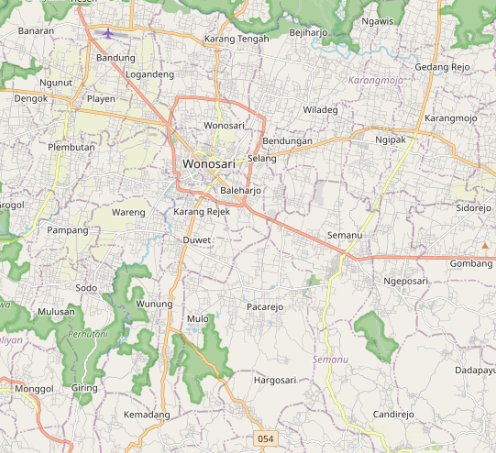 Ngawis
Banaran
Karang Tengah
Bejiharjo
Bandung
Gedang Rejo
Logandeng
Karangmojo
Ngunut
Dengok
Playen
Wiladeg
Karangmojo
Wonosari
Bendungan
Ngipak
Plembutan
Selang
Wonosari
Baleharjo
Sidorejo
Wareng
Karang Rejek
Pampang
Semanu
Duwet
Gombang
Sodo
Ngeposari
Wunung
Mulusan
Mulo
Pacarejo
Perhutani
Semanu
Dadapayu
Monggol
Giring
Hargosari
Kemadang
Candirejo
054